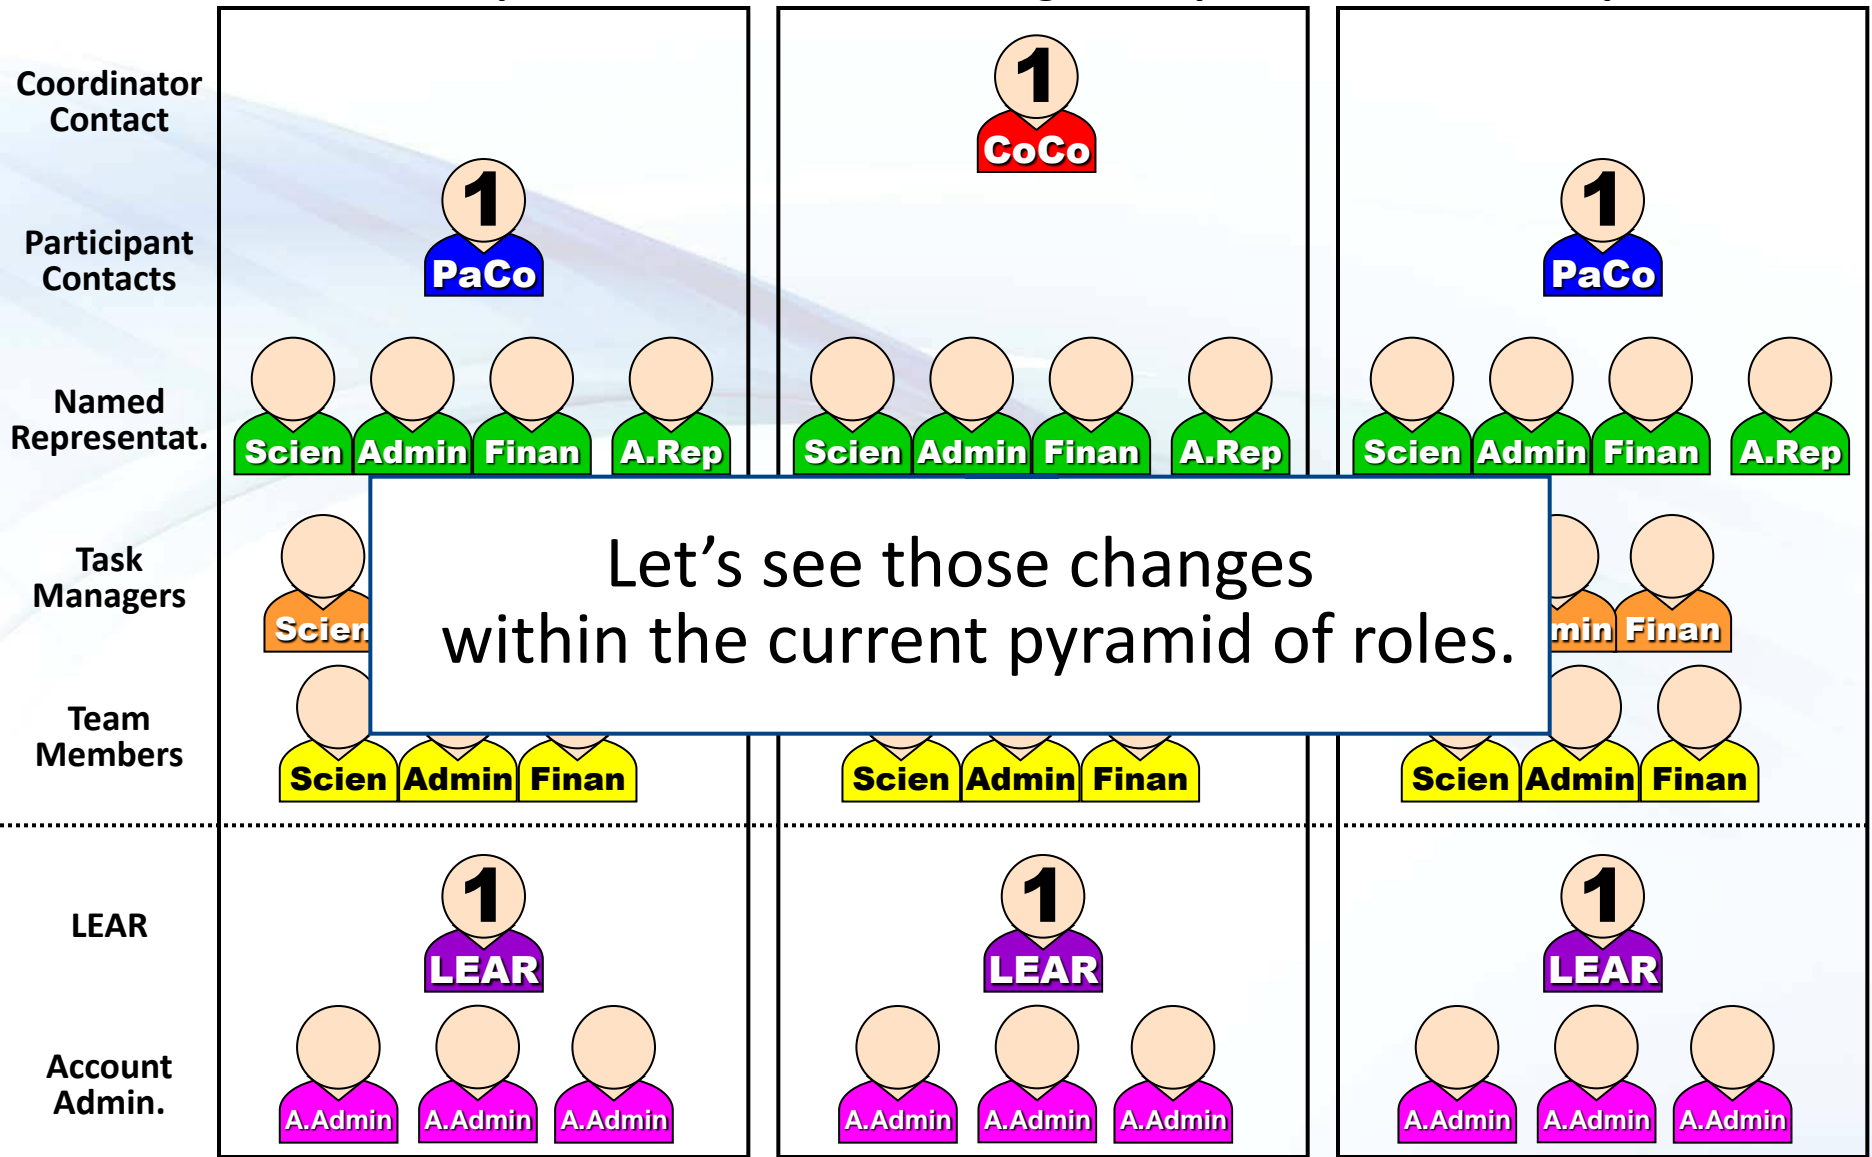 Coordinator
Contact
1
CoCo
Participant
Contacts
1
PaCo
1
PaCo
Named
Representat.
Scien Admin Finan A.Rep
Scien Admin Finan A.Rep
Scien Admin Finan A.Rep
Task
Managers
Scien
Finan
Let’s see those changes
within the current pyramid of roles.
Team
Members
Scien Admin Finan
Scien Admin Finan
Scien Admin Finan
LEAR
1
LEAR
1
LEAR
1
LEAR
Account
Admin.
A.Admin A.Admin A.Admin
A.Admin A.Admin A.Admin
A.Admin A.Admin A.Admin